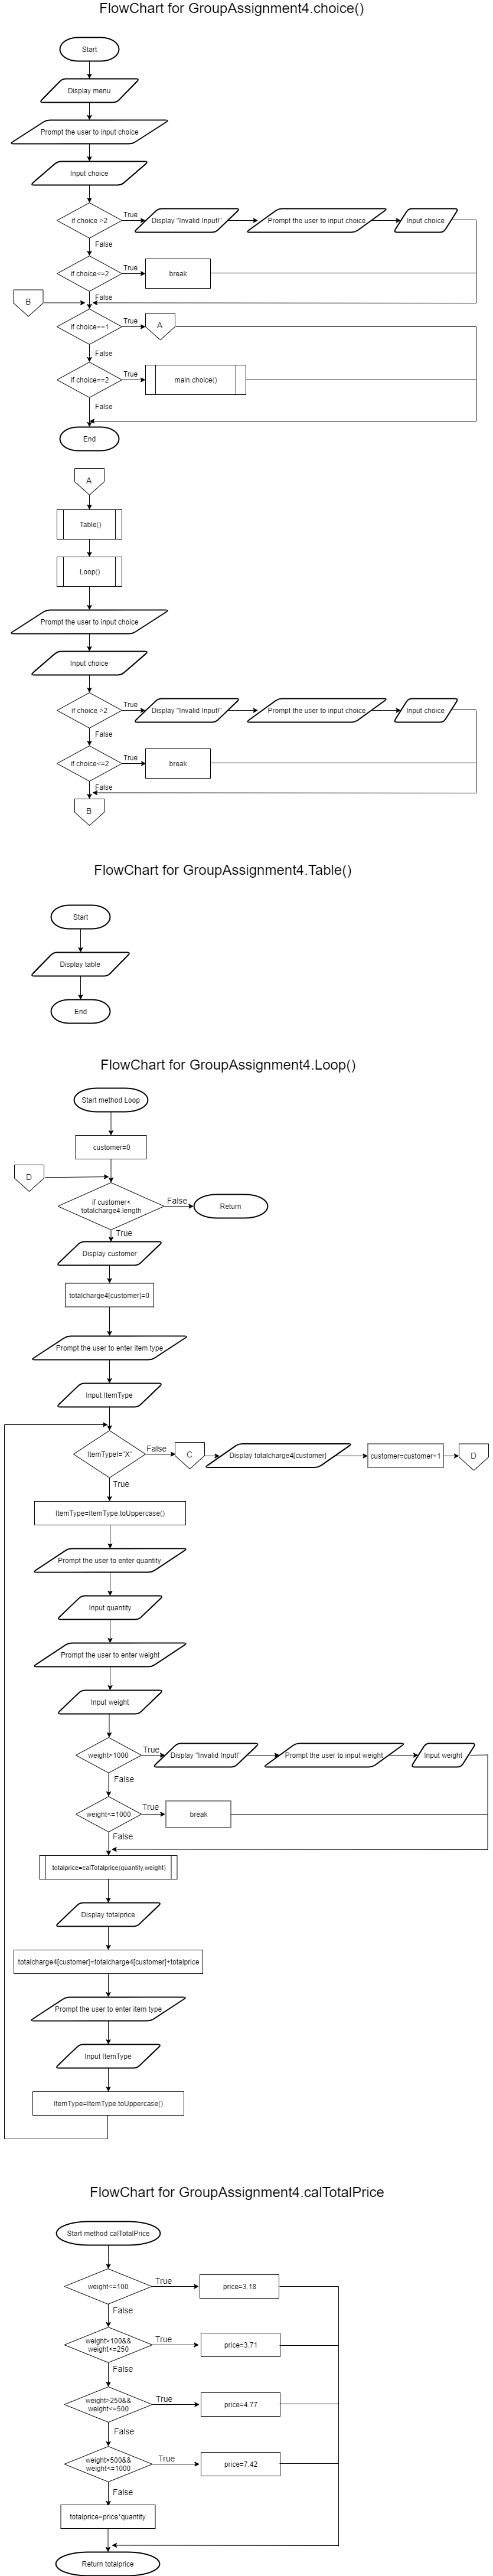 FlowChart for GroupAssignment4.choice()
Start
Display menu
Prompt the user to input choice
Input choice
if choice >2
True
Display "Invalid Input!"
Prompt the user to input choice
Input choice
False
if choice<=2
True
break
B
False
if choice==1
True
A
False
if choice==2
True
main.choice()
False
End
A
Table()
Loop()
Prompt the user to input choice
Input choice
if choice >2
True
Display "Invalid Input!"
Prompt the user to input choice
Input choice
False
if choice<=2
True
break
False
B
FlowChart for GroupAssignment4.Table()
Start
Display table
End
FlowChart for GroupAssignment4.Loop()
Start method Loop
customer=0
D
if customer<
totalcharge4.length
False
Return
True
Display customer
totalcharge4[customer]=0
Prompt the user to enter item type
Input ItemType
ItemType!="X"
False
C
Display totalcharge4[customer]
customer=customer+1
D
True
ItemType=ItemType.toUppercase()
Prompt the user to enter quantity
Input quantity
Prompt the user to enter weight
Input weight
weight>1000
True
Display "Invalid Input!"
Prompt the user to input weight
Input weight
False
weight<=1000
True
break
False
totalprice=calTotalprice(quantity,weight)
Display totalprice
totalcharge4[customer]=totalcharge4[customer]+totalprice
Prompt the user to enter item type
Input ItemType
ItemType=ItemType.toUppercase()
FlowChart for GroupAssignment4.calTotalPrice
Start method calTotalPrice
weight<=100
True
price=3.18
False
weight>100&&
weight<=250
True
price=3.71
False
weight>250&&
weight<=500
True
price=4.77
False
weight>500&&
weight<=1000
True
price=7.42
False
totalprice=price*quantity
Return totalprice